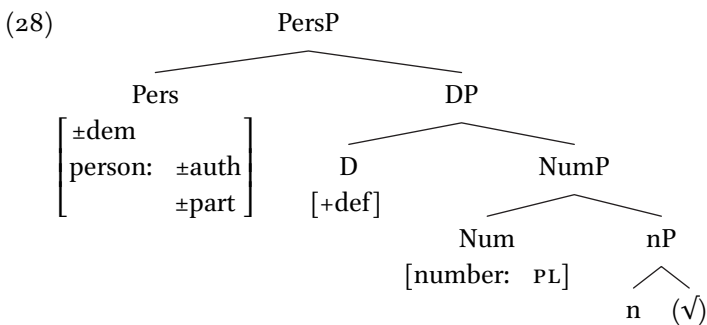 (28) PersP
Pers DP
±dem
person: ±auth D NumP
±part [+def]
Num nP
[number: PL]
n (√)